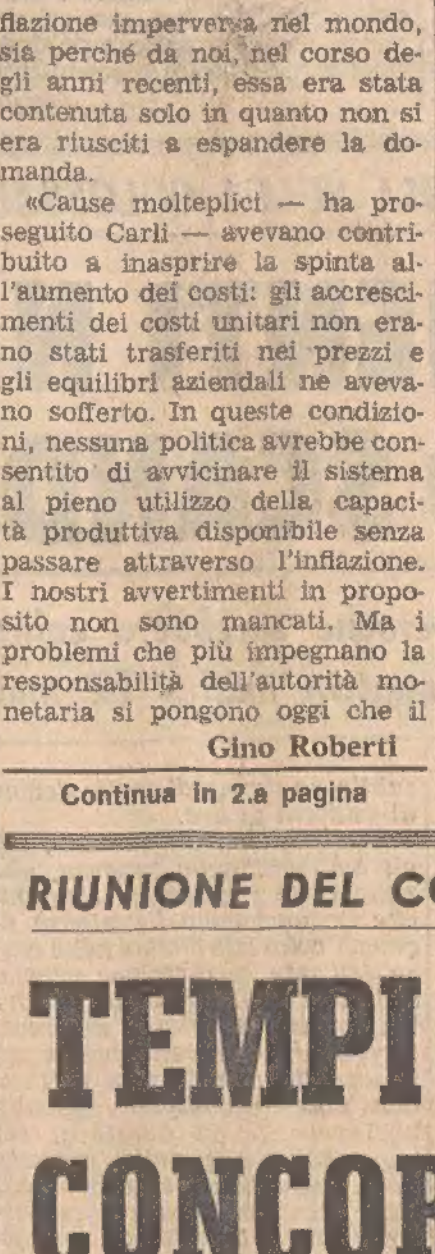 flazione imperversa nel mondo,
sia perché da noi, nel corso de-
gli anni recenti, essa era stata
contenuta solo in quanto non si
era riusciti a espandere la do-
manda.
«Cause molteplici — ha pro-
seguito Carli — avevano contri-
buito a inasprire la spinta al-
l'aumento dei costi: gli accresci-
menti dei costi unitari non era-
no stati trasferiti nei prezzi e
gli equilibri aziendali ne aveva-
no sofferto. In queste condizio-
ni, nessuna politica avrebbe con-
sentito di avvicinare il sistema
al pieno utilizzo della capaci-
tà produttiva disponibile senza
passare attraverso l'inflazione.
I nostri avvertimenti in propo-
sito non sono mancati. Ma i
problemi che più impegnano la
responsabilità dell'autorità mo-
netaria si pongono oggi che il
Gino Roberti
Continua in 2.a pagina
RIUNIONE DEL CO
TEMPI
CONCOR